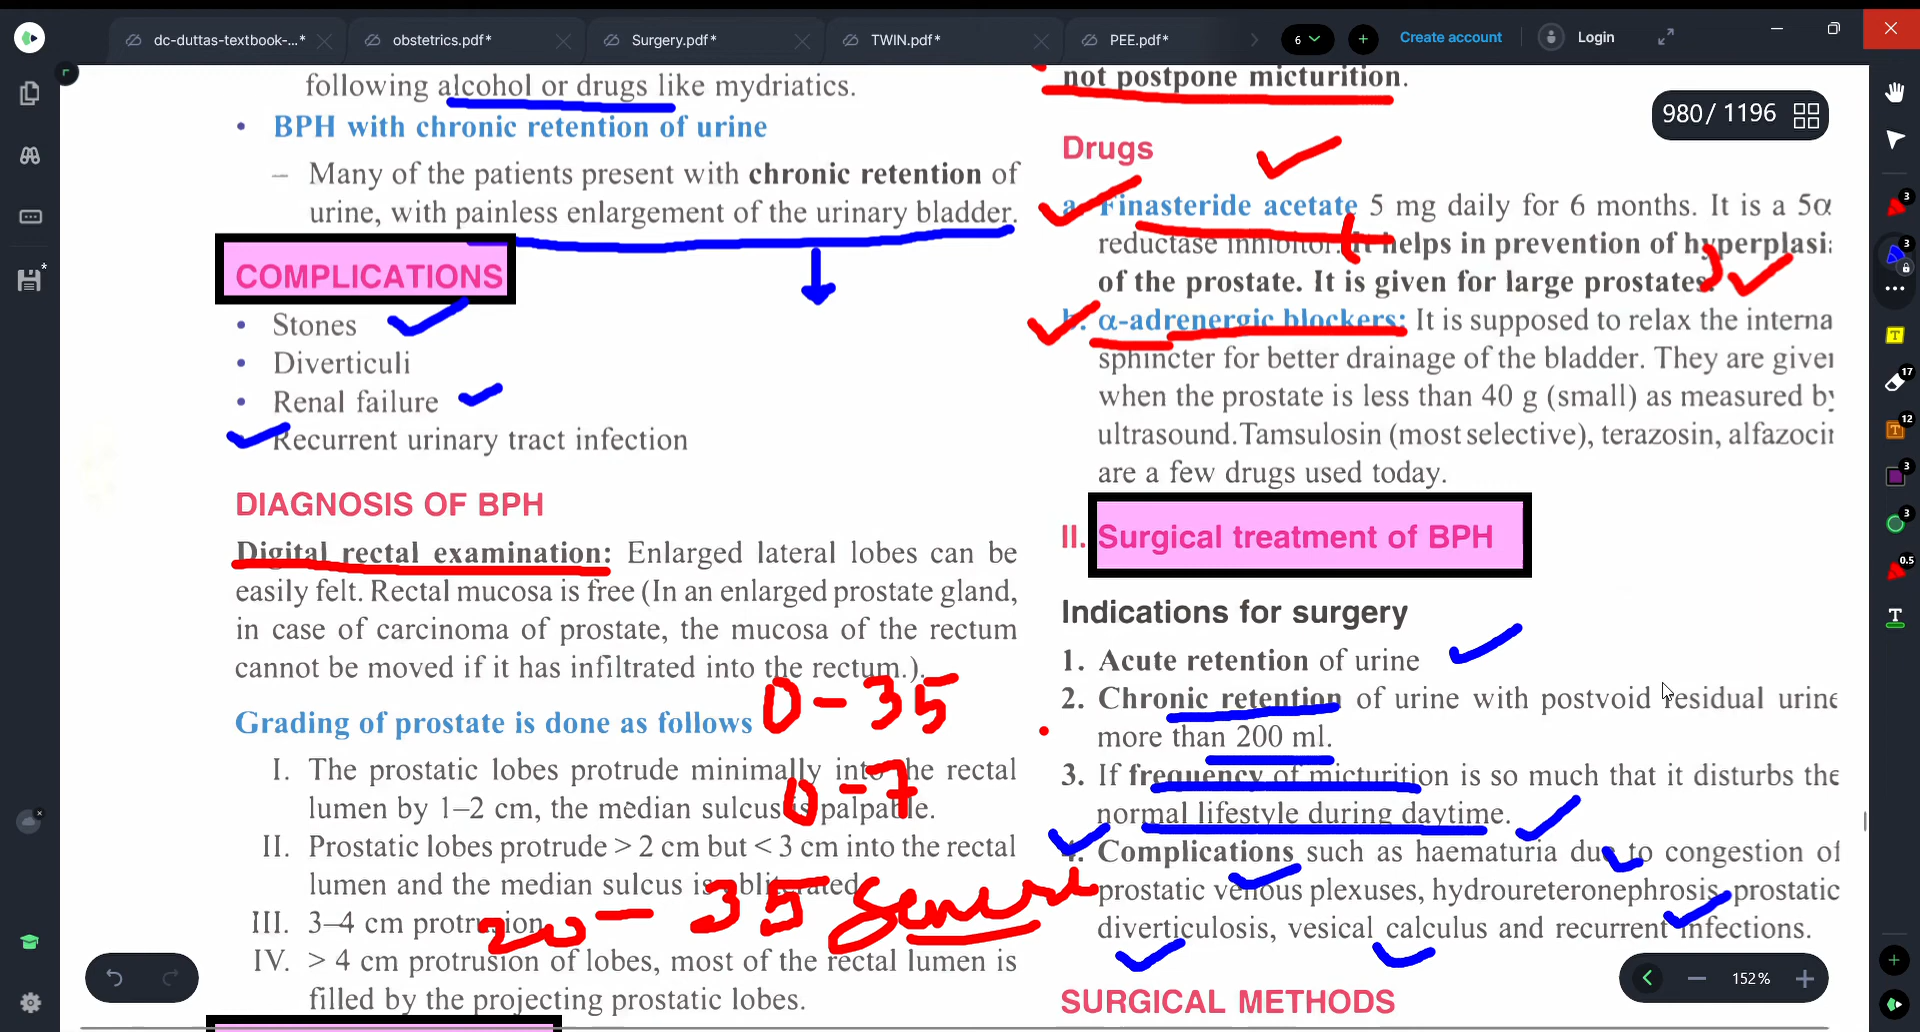 dc-duttas-textbook-...*
obstetrics.pdf*
Surgery.pdf*
TWIN.pdf*
PEE.pdf*
6
Create account
Login
980/ 1196
following alcohol or drugs like mydriatics.
• BPH with chronic retention of urine
– Many of the patients present with chronic retention of
urine, with painless enlargement of the urinary bladder.
COMPLICATIONS
• Stones
• Diverticuli
• Renal failure
Recurrent urinary tract infection
DIAGNOSIS OF BPH
Digital rectal examination: Enlarged lateral lobes can be
easily felt. Rectal mucosa is free (In an enlarged prostate gland,
in case of carcinoma of prostate, the mucosa of the rectum
cannot be moved if it has infiltrated into the rectum.).
0 – 35
Grading of prostate is done as follows
I. The prostatic lobes protrude minimally into the rectal
lumen by 1–2 cm, the median sulcus is palpable.
0 – 7
II. Prostatic lobes protrude > 2 cm but < 3 cm into the rectal
lumen and the median sulcus is obliterated
III. 3–4 cm protrusion
20 – 35
IV. > 4 cm protrusion of lobes, most of the rectal lumen is
filled by the projecting prostatic lobes.
not postpone micturition.
Drugs
a. Finasteride acetate 5 mg daily for 6 months. It is a 5α
reductase inhibitor. It helps in prevention of hyperplasi
of the prostate. It is given for large prostates.
b. α-adrenergic blockers: It is supposed to relax the interna
sphincter for better drainage of the bladder. They are given
when the prostate is less than 40 g (small) as measured by
ultrasound. Tamsulosin (most selective), terazosin, alfazocin
are a few drugs used today.
II. Surgical treatment of BPH
Indications for surgery
1. Acute retention of urine
2. Chronic retention of urine with postvoid residual urine
more than 200 ml.
3. If frequency of micturition is so much that it disturbs the
normal lifestyle during daytime.
4. Complications such as haematuria due to congestion of
prostatic venous plexuses, hydroureteronephrosis, prostatic
diverticulosis, vesical calculus and recurrent infections.
SURGICAL METHODS
152%
3
3
17
12
3
3
0.5